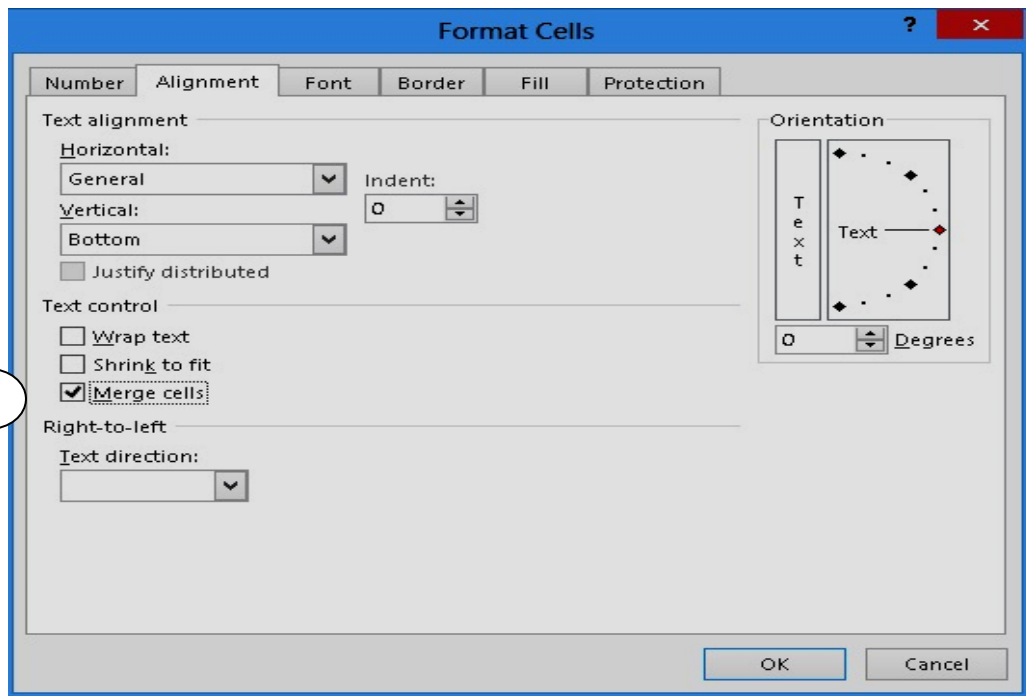 Format Cells
?
Number Alignment Font Border Fill Protection
Text alignment
Horizontal:
General
Indent:
0
Vertical:
Bottom
Justify distributed
Text control
Wrap text
Shrink to fit
Merge cells
Right-to-left
Text direction:
Orientation
Text
Text
0 Degrees
OK Cancel